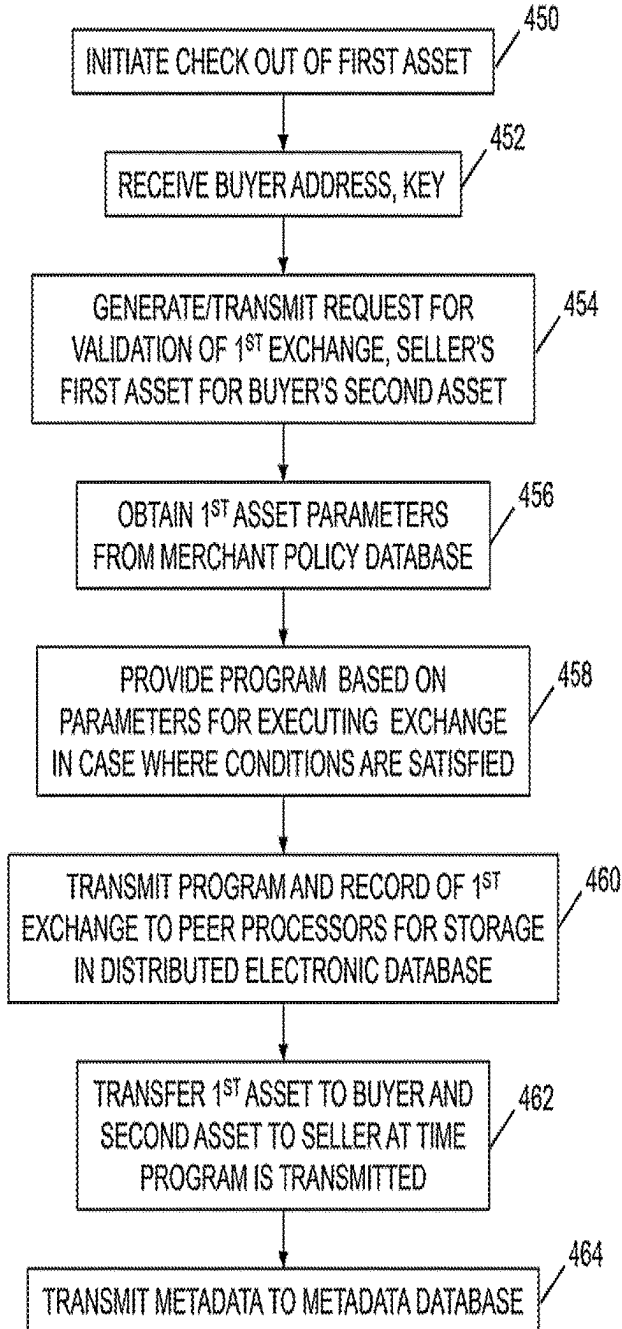 450
INITIATE CHECK OUT OF FIRST ASSET
452
RECEIVE BUYER ADDRESS, KEY
454
GENERATE/TRANSMIT REQUEST FOR
VALIDATION OF 1ST EXCHANGE, SELLER'S
FIRST ASSET FOR BUYER'S SECOND ASSET
456
OBTAIN 1ST ASSET PARAMETERS
FROM MERCHANT POLICY DATABASE
458
PROVIDE PROGRAM BASED ON
PARAMETERS FOR EXECUTING EXCHANGE
IN CASE WHERE CONDITIONS ARE SATISFIED
460
TRANSMIT PROGRAM AND RECORD OF 1ST
EXCHANGE TO PEER PROCESSORS FOR STORAGE
IN DISTRIBUTED ELECTRONIC DATABASE
462
TRANSFER 1ST ASSET TO BUYER AND
SECOND ASSET TO SELLER AT TIME
PROGRAM IS TRANSMITTED
464
TRANSMIT METADATA TO METADATA DATABASE